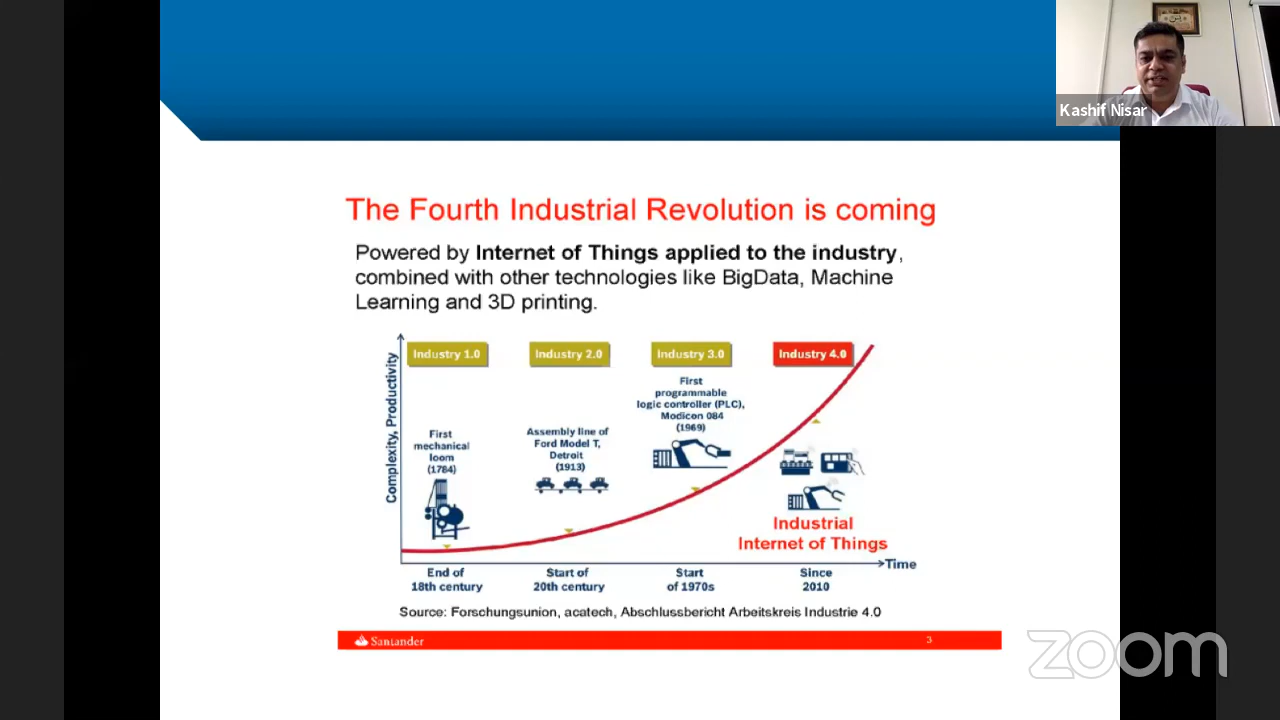 Kashif Nisar
The Fourth Industrial Revolution is coming
Powered by Internet of Things applied to the industry,
combined with other technologies like BigData, Machine
Learning and 3D printing.
Complexity, Productivity
Industry 1.0
Industry 2.0
Industry 3.0
Industry 4.0
First
mechanical
loom
(1784)
Assembly line of
Ford Model T,
Detroit
(1913)
First
programmable
logic controller (PLC),
Modicon 084
(1969)
Industrial
Internet of Things
Time
End of
18th century
Start of
20th century
Start
of 1970s
Since
2010
Source: Forschungsunion, acatech, Abschlussbericht Arbeitskreis Industrie 4.0
Santander
3
zoom